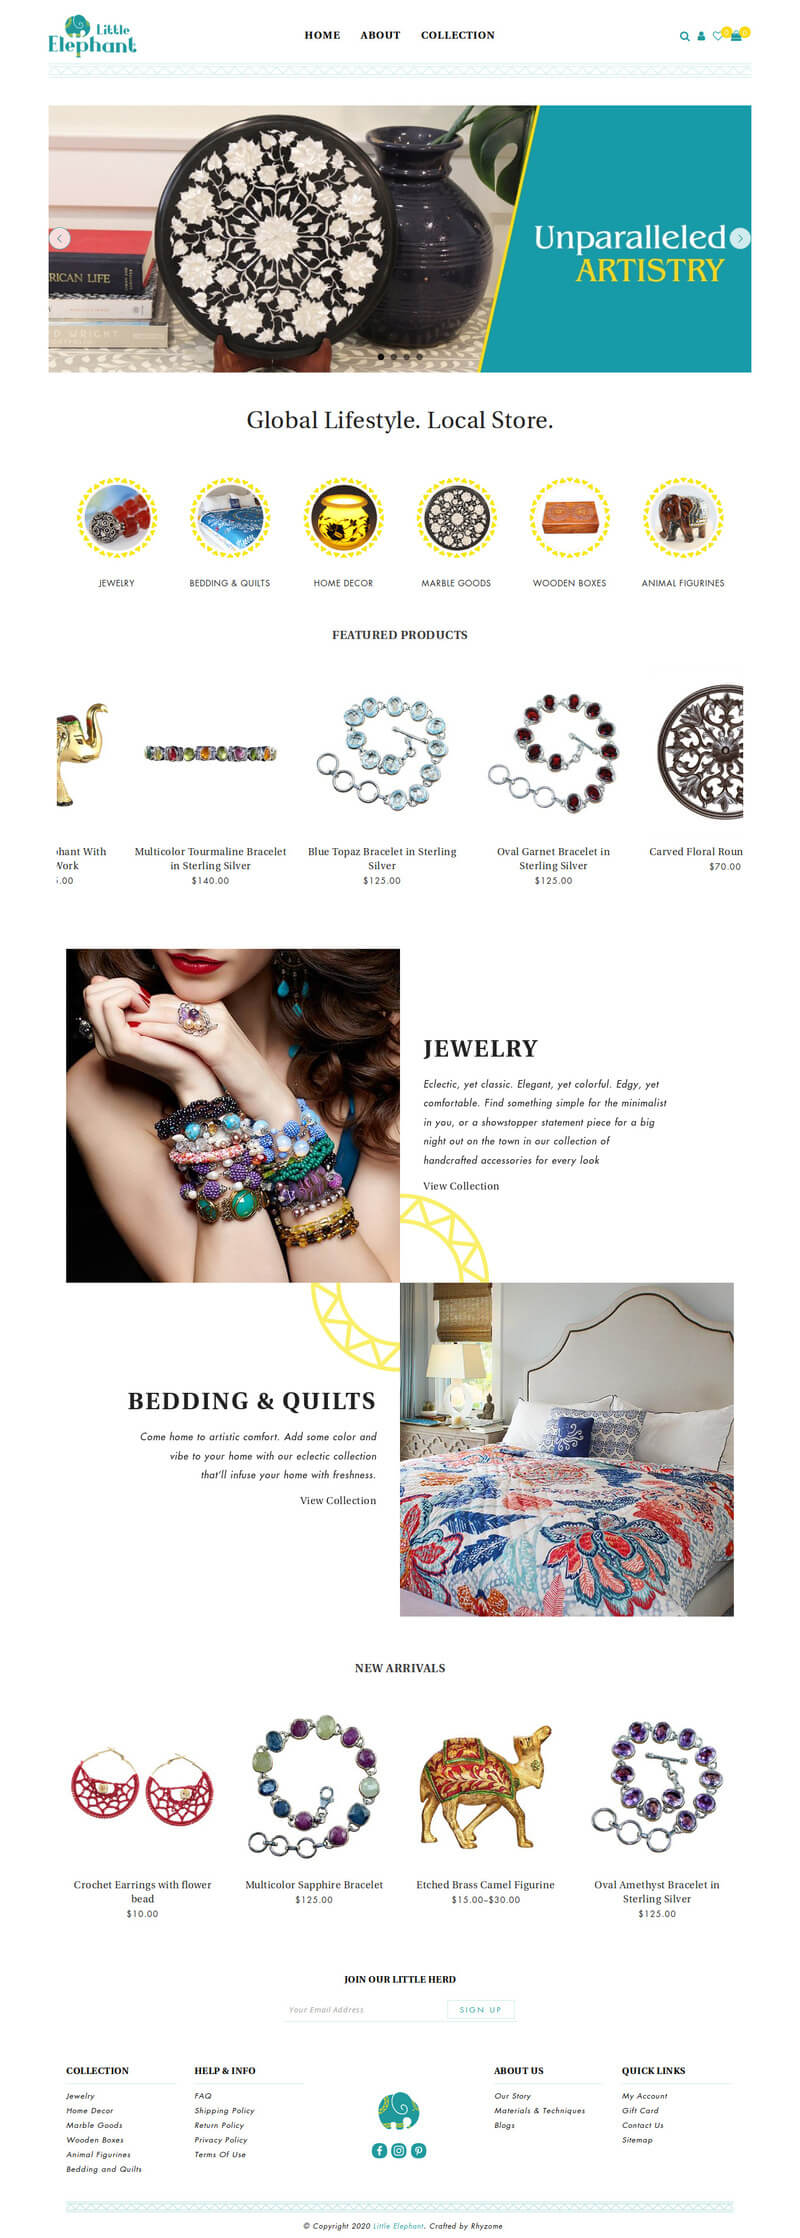 Little
Elephant
HOME ABOUT COLLECTION
0 0
RICAN LIFE
D WRIGHT
Unparalleled
ARTISTRY
Global Lifestyle. Local Store.
JEWELRY BEDDING & QUILTS HOME DECOR MARBLE GOODS WOODEN BOXES ANIMAL FIGURINES
FEATURED PRODUCTS
phant With
Work
5.00
Multicolor Tourmaline Bracelet
in Sterling Silver
$140.00
Blue Topaz Bracelet in Sterling
Silver
$125.00
Oval Garnet Bracelet in
Sterling Silver
$125.00
Carved Floral Roun
$70.00
JEWELRY
Eclectic, yet classic. Elegant, yet colorful. Edgy, yet
comfortable. Find something simple for the minimalist
in you, or a showstopper statement piece for a big
night out on the town in our collection of
handcrafted accessories for every look
View Collection
BEDDING & QUILTS
Come home to artistic comfort. Add some color and
vibe to your home with our eclectic collection
that'll infuse your home with freshness.
View Collection
NEW ARRIVALS
Crochet Earrings with flower
bead
$10.00
Multicolor Sapphire Bracelet
$125.00
Etched Brass Camel Figurine
$15.00–$30.00
Oval Amethyst Bracelet in
Sterling Silver
$125.00
JOIN OUR LITTLE HERD
Your Email Address SIGN UP
COLLECTION
Jewelry
Home Decor
Marble Goods
Wooden Boxes
Animal Figurines
Bedding and Quilts
HELP & INFO
FAQ
Shipping Policy
Return Policy
Privacy Policy
Terms Of Use
ABOUT US
Our Story
Materials & Techniques
Blogs
QUICK LINKS
My Account
Gift Card
Contact Us
Sitemap
© Copyright 2020 Little Elephant. Crafted by Rhyzome